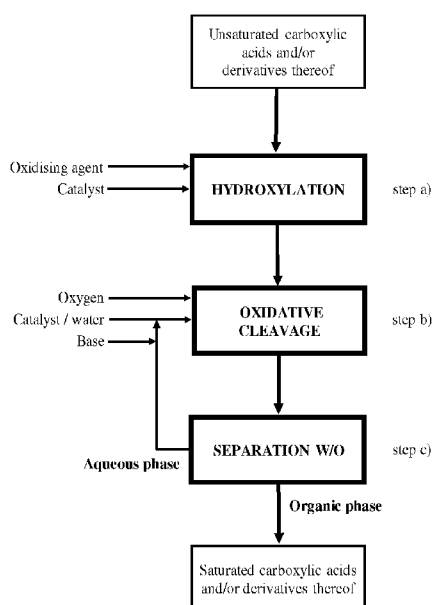 Unsaturated carboxylic
acids and/or
derivatives thereof
Oxidising agent
Catalyst
HYDROXYLATION
step a)
Oxygen
Catalyst / water
Base
OXIDATIVE
CLEAVAGE
step b)
Aqueous phase
SEPARATION W/O
step c)
Organic phase
Saturated carboxylic acids
and/or derivatives thereof